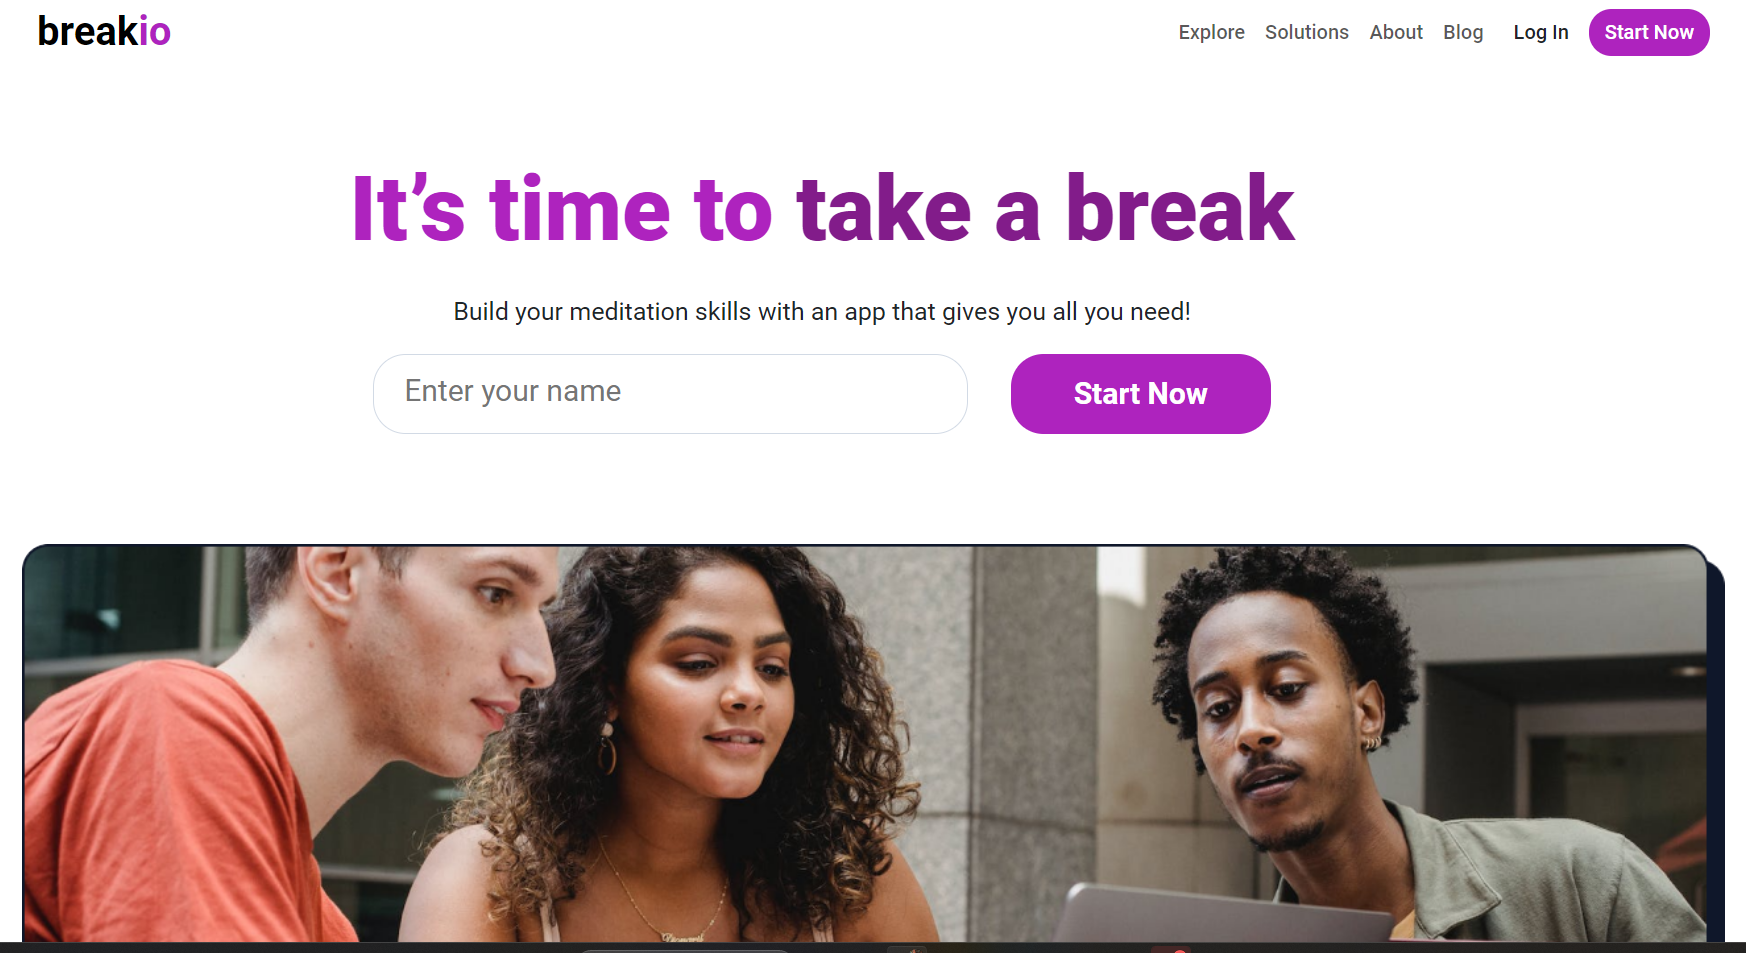 breakio
Explore Solutions About Blog Log In Start Now
It’s time to take a break
Build your meditation skills with an app that gives you all you need!
Enter your name Start Now